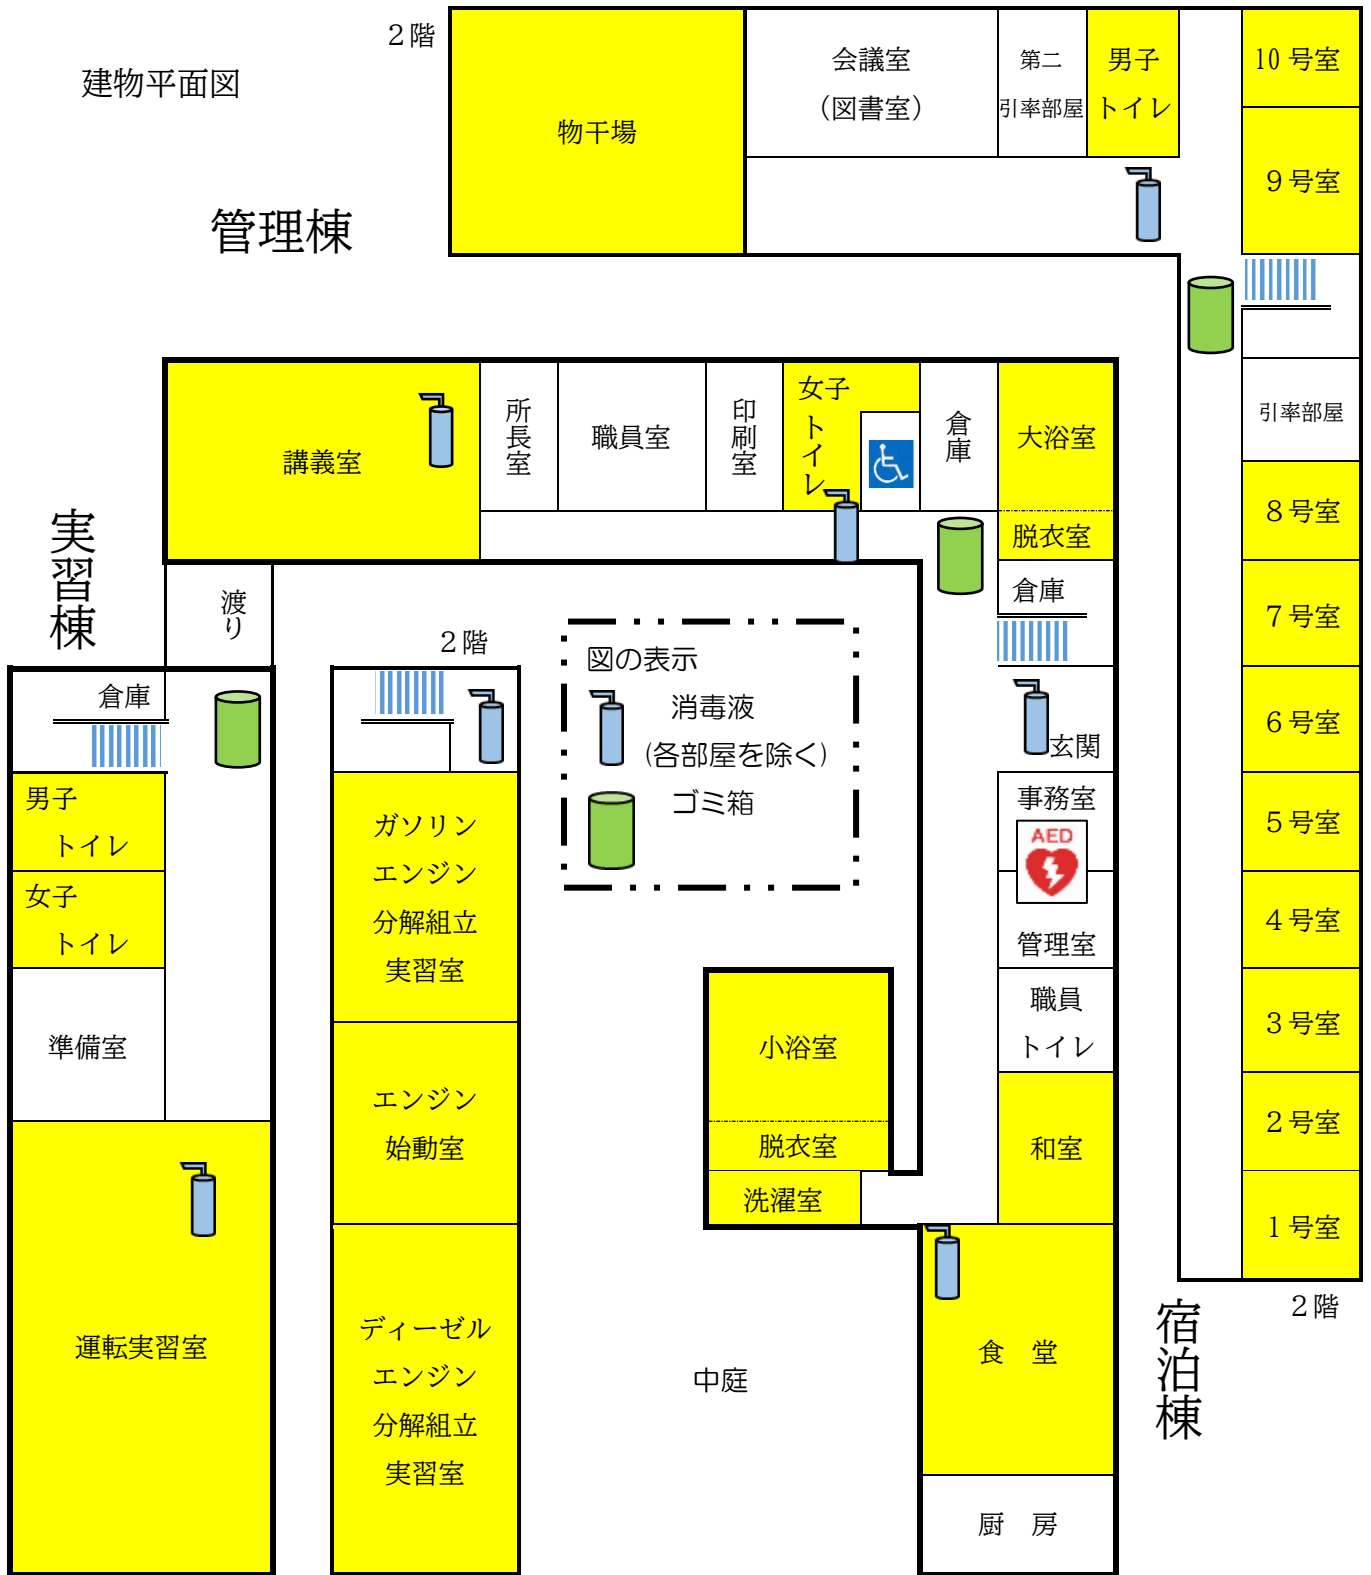 ２階
建物平面図
管理棟
物干場
会議室
（図書室）
第二
引率部屋
男子
トイレ
10 号室
９号室
引率部屋
８号室
７号室
６号室
５号室
４号室
３号室
２号室
１号室
２階
宿泊棟
講義室
所長室
職員室
印刷室
女子
トイレ
倉庫
大浴室
脱衣室
倉庫
玄関
事務室
AED
管理室
職員
トイレ
和室
食　堂
厨　房
小浴室
脱衣室
洗濯室
中庭
図の表示
消毒液
(各部屋を除く)
ゴミ箱
実習棟
渡り
倉庫
男子
トイレ
女子
トイレ
準備室
運転実習室
２階
ガソリン
エンジン
分解組立
実習室
エンジン
始動室
ディーゼル
エンジン
分解組立
実習室